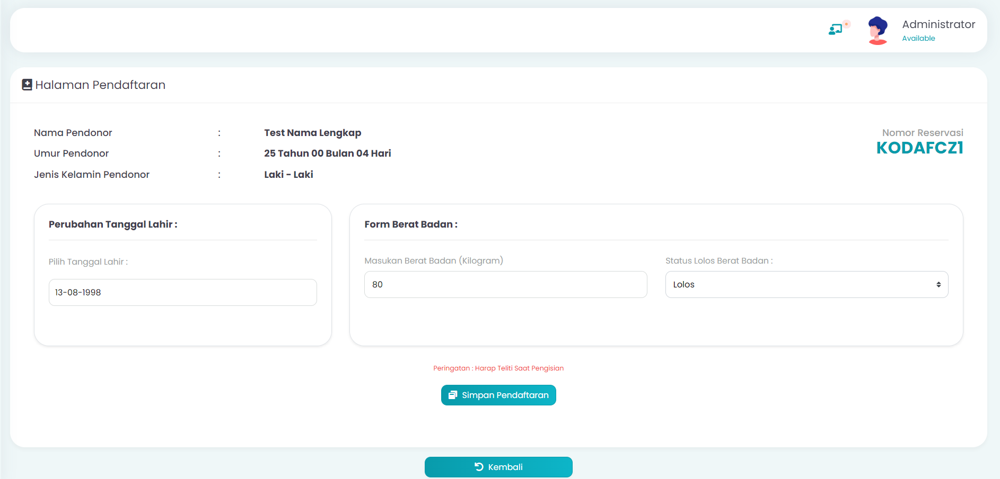 Administrator
Available
Halaman Pendaftaran
Nama Pendonor : Test Nama Lengkap
Nomor Reservasi
KODAFCZ1
Umur Pendonor : 25 Tahun 00 Bulan 04 Hari
Jenis Kelamin Pendonor : Laki - Laki
Perubahan Tanggal Lahir :
Pilih Tanggal Lahir :
13-08-1998
Form Berat Badan :
Masukan Berat Badan (Kilogram)
80
Status Lolos Berat Badan :
Lolos
Peringatan : Harap Teliti Saat Pengisian
Simpan Pendaftaran
Kembali